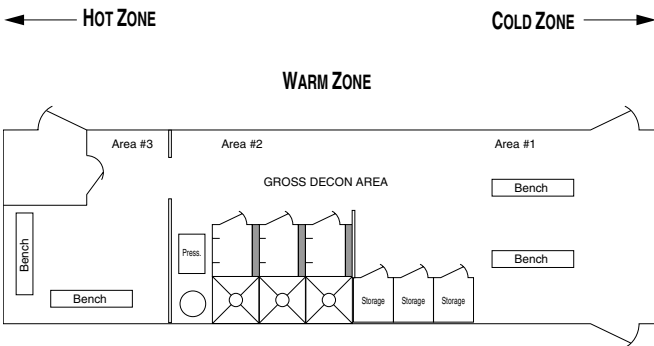 HOT ZONE
COLD ZONE
WARM ZONE
Area #3
Area #2
Area #1
GROSS DECON AREA
Bench
Bench
Bench
Bench
Press.
Storage
Storage
Storage